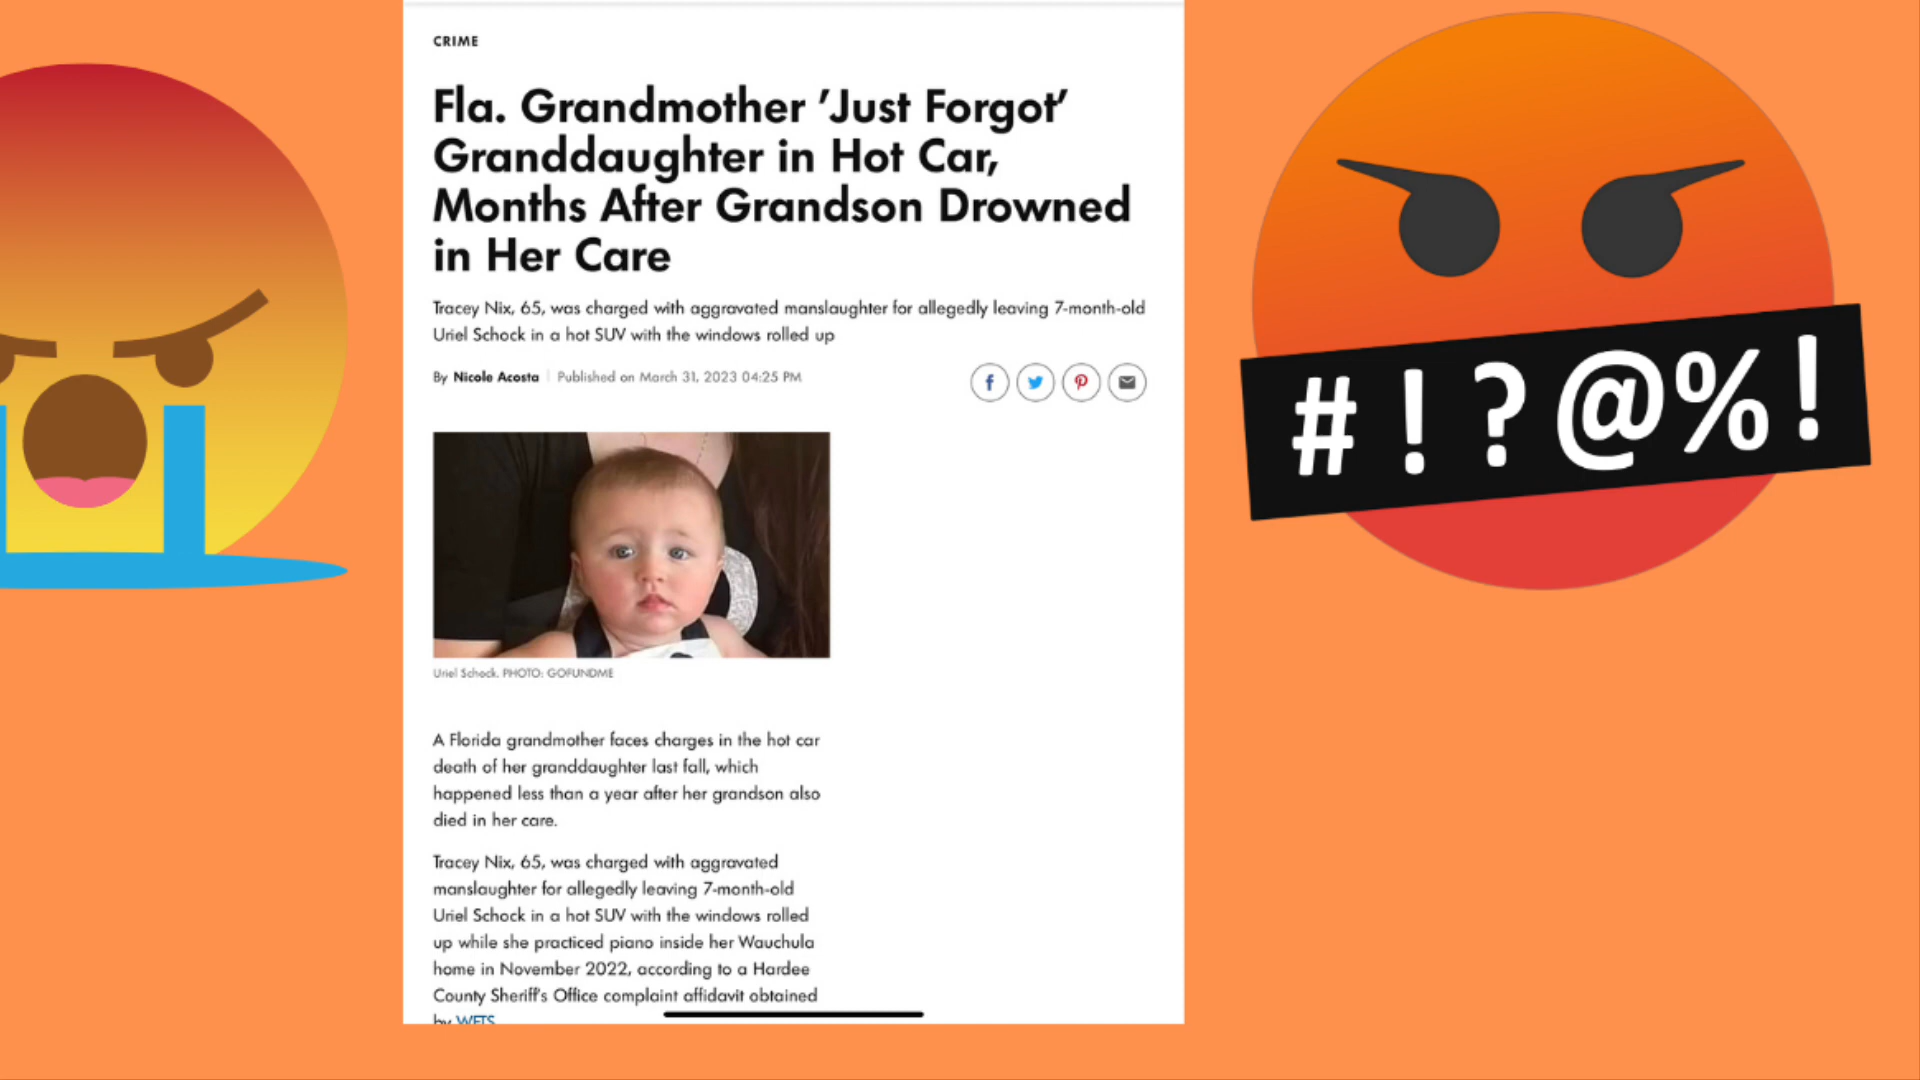 CRIME
Fla. Grandmother 'Just Forgot'
Granddaughter in Hot Car,
Months After Grandson Drowned
in Her Care
Tracey Nix, 65, was charged with aggravated manslaughter for allegedly leaving 7-month-old
Uriel Schock in a hot SUV with the windows rolled up
By Nicole Acosta | Published on March 31, 2023 04:25 PM
#!?@%!
Uriel Schock. PHOTO: GOFUNDME
A Florida grandmother faces charges in the hot car
death of her granddaughter last fall, which
happened less than a year after her grandson also
died in her care.
Tracey Nix, 65, was charged with aggravated
manslaughter for allegedly leaving 7-month-old
Uriel Schock in a hot SUV with the windows rolled
up while she practiced piano inside her Wauchula
home in November 2022, according to a Hardee
County Sheriff's Office complaint affidavit obtained
by WFTS